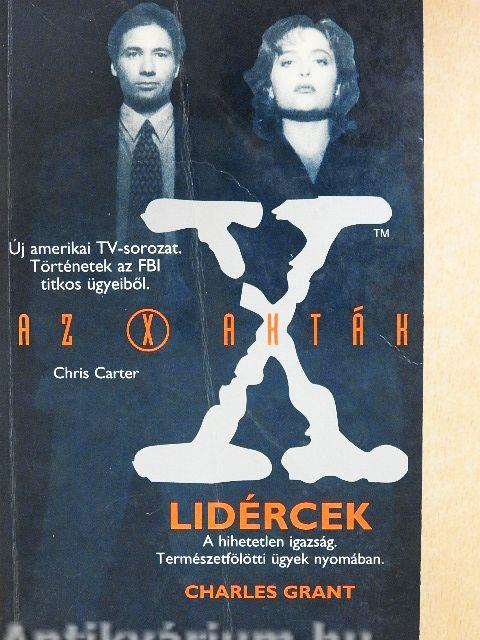 TM
Új amerikai TV-sorozat.
Történetek az FBI
titkos ügyeiből.
AZ X AKTÁK
Chris Carter
X
LIDÉRCEK
A hihetetlen igazság.
Természetfölötti ügyek nyomában.
CHARLES GRANT
Antikvárium.hu